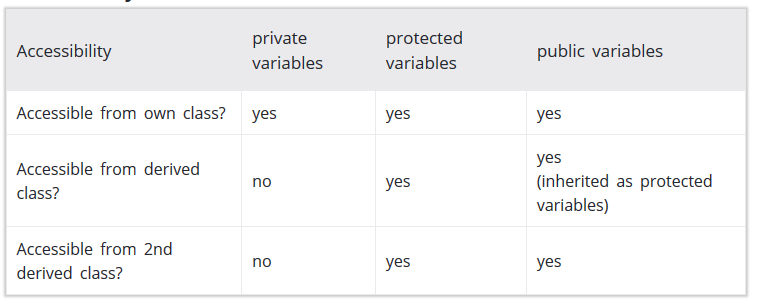 Accessibility
private
variables
protected
variables
public variables
Accessible from own class?
yes
yes
yes
Accessible from derived
class?
no
yes
yes
(inherited as protected
variables)
Accessible from 2nd
derived class?
no
yes
yes